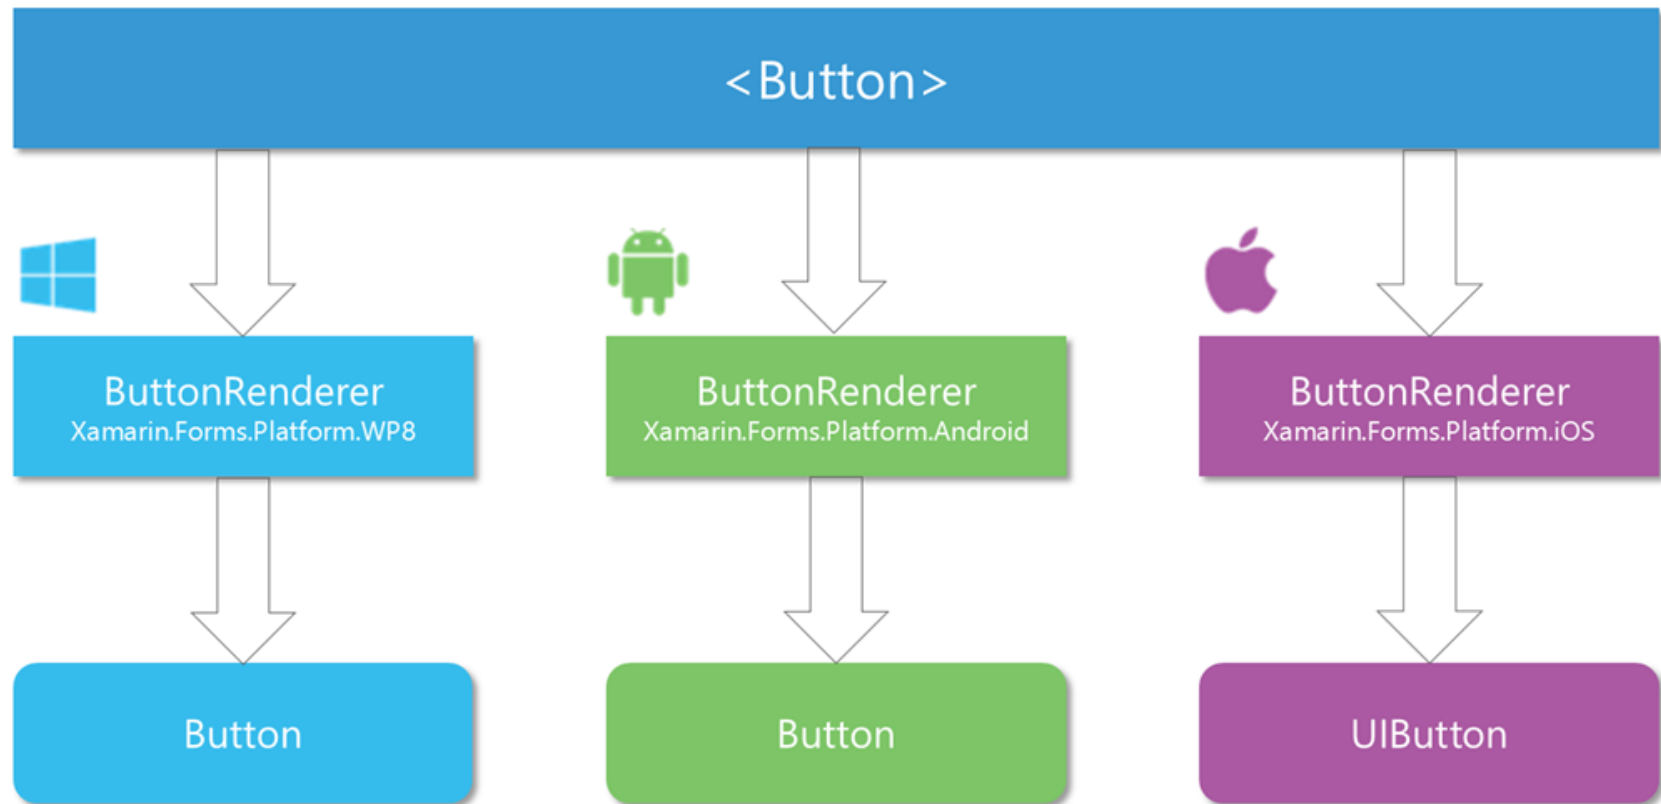 <Button>
ButtonRenderer
Xamarin.Forms.Platform.WP8
ButtonRenderer
Xamarin.Forms.Platform.Android
ButtonRenderer
Xamarin.Forms.Platform.iOS
Button
Button
UIButton